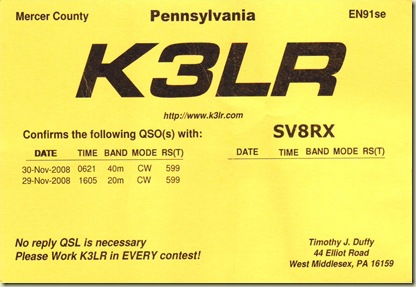 Mercer County Pennsylvania EN91se
K3LR
http://www.k3lr.com
Confirms the following QSO(s) with: SV8RX
DATE TIME BAND MODE RS(T) DATE TIME BAND MODE RS(T)
30-Nov-2008 0621 40m CW 599
29-Nov-2008 1605 20m CW 599
No reply QSL is necessary
Please Work K3LR in EVERY contest!
Timothy J. Duffy
44 Elliot Road
West Middlesex, PA 16159